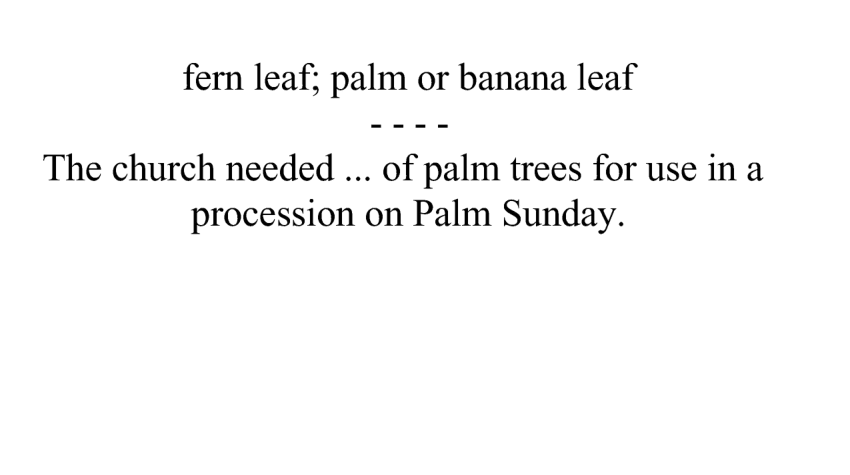 fern leaf; palm or banana leaf
- - - -
The church needed ... of palm trees for use in a
procession on Palm Sunday.